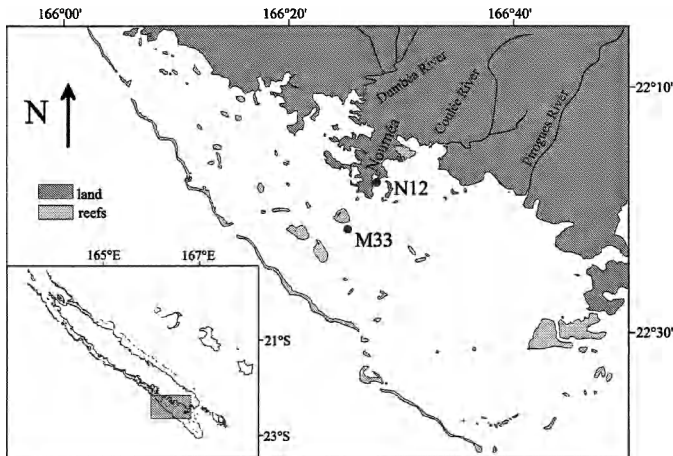 166°00'
166°20'
166°40'
Dumbéa River
Coulée River
Pirogues River
22°10'
N
Nouméa
N12
land
reefs
M33
165°E
167°E
21°S
22°30'
23°S